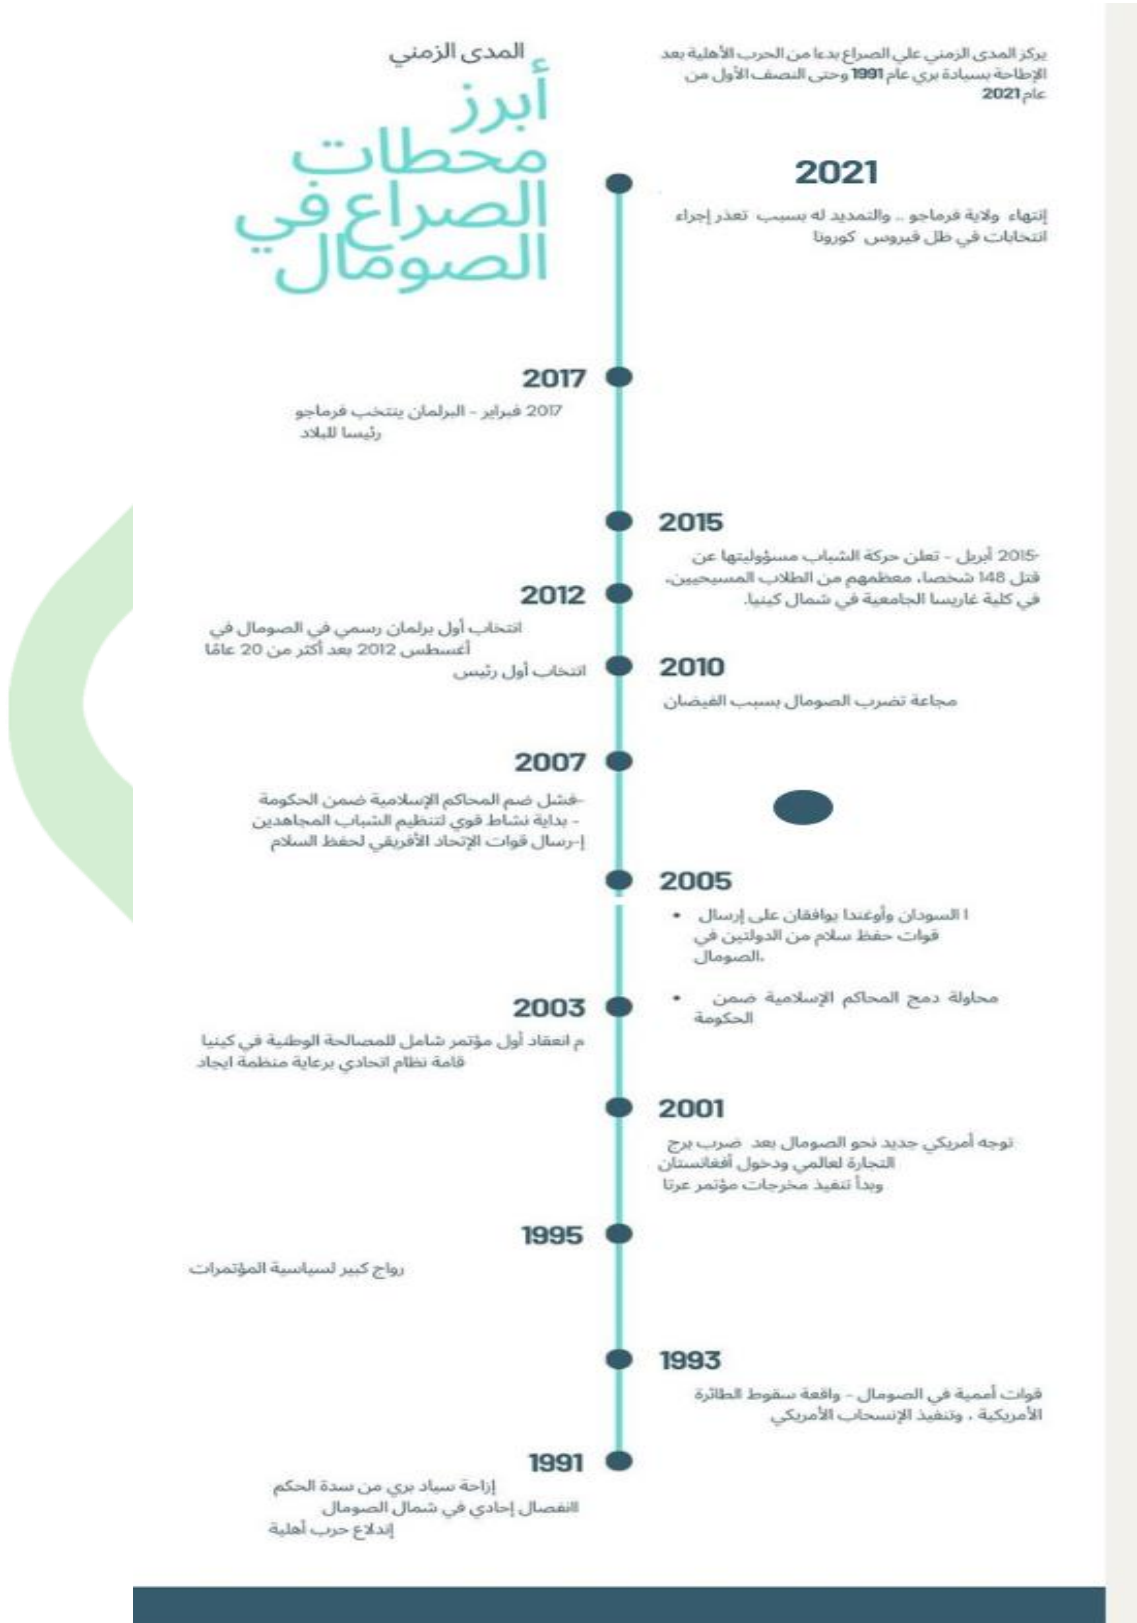 المدى الزمني
أبرز
محطات
الصراع في
الصومال
يركز المدى الزمني علي الصراع بدءا من الحرب الأهلية بعد
الإطاحة بسيادة بري عام 1991 وحتى النصف الأول من
عام 2021
2021
إنتهاء ولاية فرماجو .. والتمديد له بسبب تعذر إجراء
انتخابات في ظل فيروس كورونا
2017
2017 فبراير - البرلمان ينتخب فرماجو
رئيسا للبلاد
2015
-2015 أبريل - تعلن حركة الشباب مسؤوليتها عن
قتل 148 شخصا، معظمهم من الطلاب المسيحيين،
في كلية غاريسا الجامعية في شمال كينيا.
2012
انتخاب أول برلمان رسمي في الصومال في
أغسطس 2012 بعد أكثر من 20 عامًا
انتخاب أول رئيس
2010
مجاعة تضرب الصومال بسبب الفيضان
2007
-فشل ضم المحاكم الإسلامية ضمن الحكومة
- بداية نشاط قوي لتنظيم الشباب المجاهدين
إ-رسال قوات الإتحاد الأفريقي لحفظ السلام
2005
• ا السودان وأوغندا يوافقان على إرسال
قوات حفظ سلام من الدولتين في
.الصومال
• محاولة دمج المحاكم الإسلامية ضمن
الحكومة
2003
م انعقاد أول مؤتمر شامل للمصالحة الوطنية في كينيا
قامة نظام اتحادي برعاية منظمة ايجاد
2001
توجه أمريكي جديد نحو الصومال بعد ضرب برج
التجارة لعالمي ودخول أفغانستان
وبدأ تنفيذ مخرجات مؤتمر عرتا
1995
رواج كبير لسياسية المؤتمرات
1993
قوات أممية في الصومال - واقعة سقوط الطائرة
الأمريكية ، وتنفيذ الإنسحاب الأمريكي
1991
إزاحة سياد بري من سدة الحكم
اانفصال إحادي في شمال الصومال
إندلاع حرب أهلية